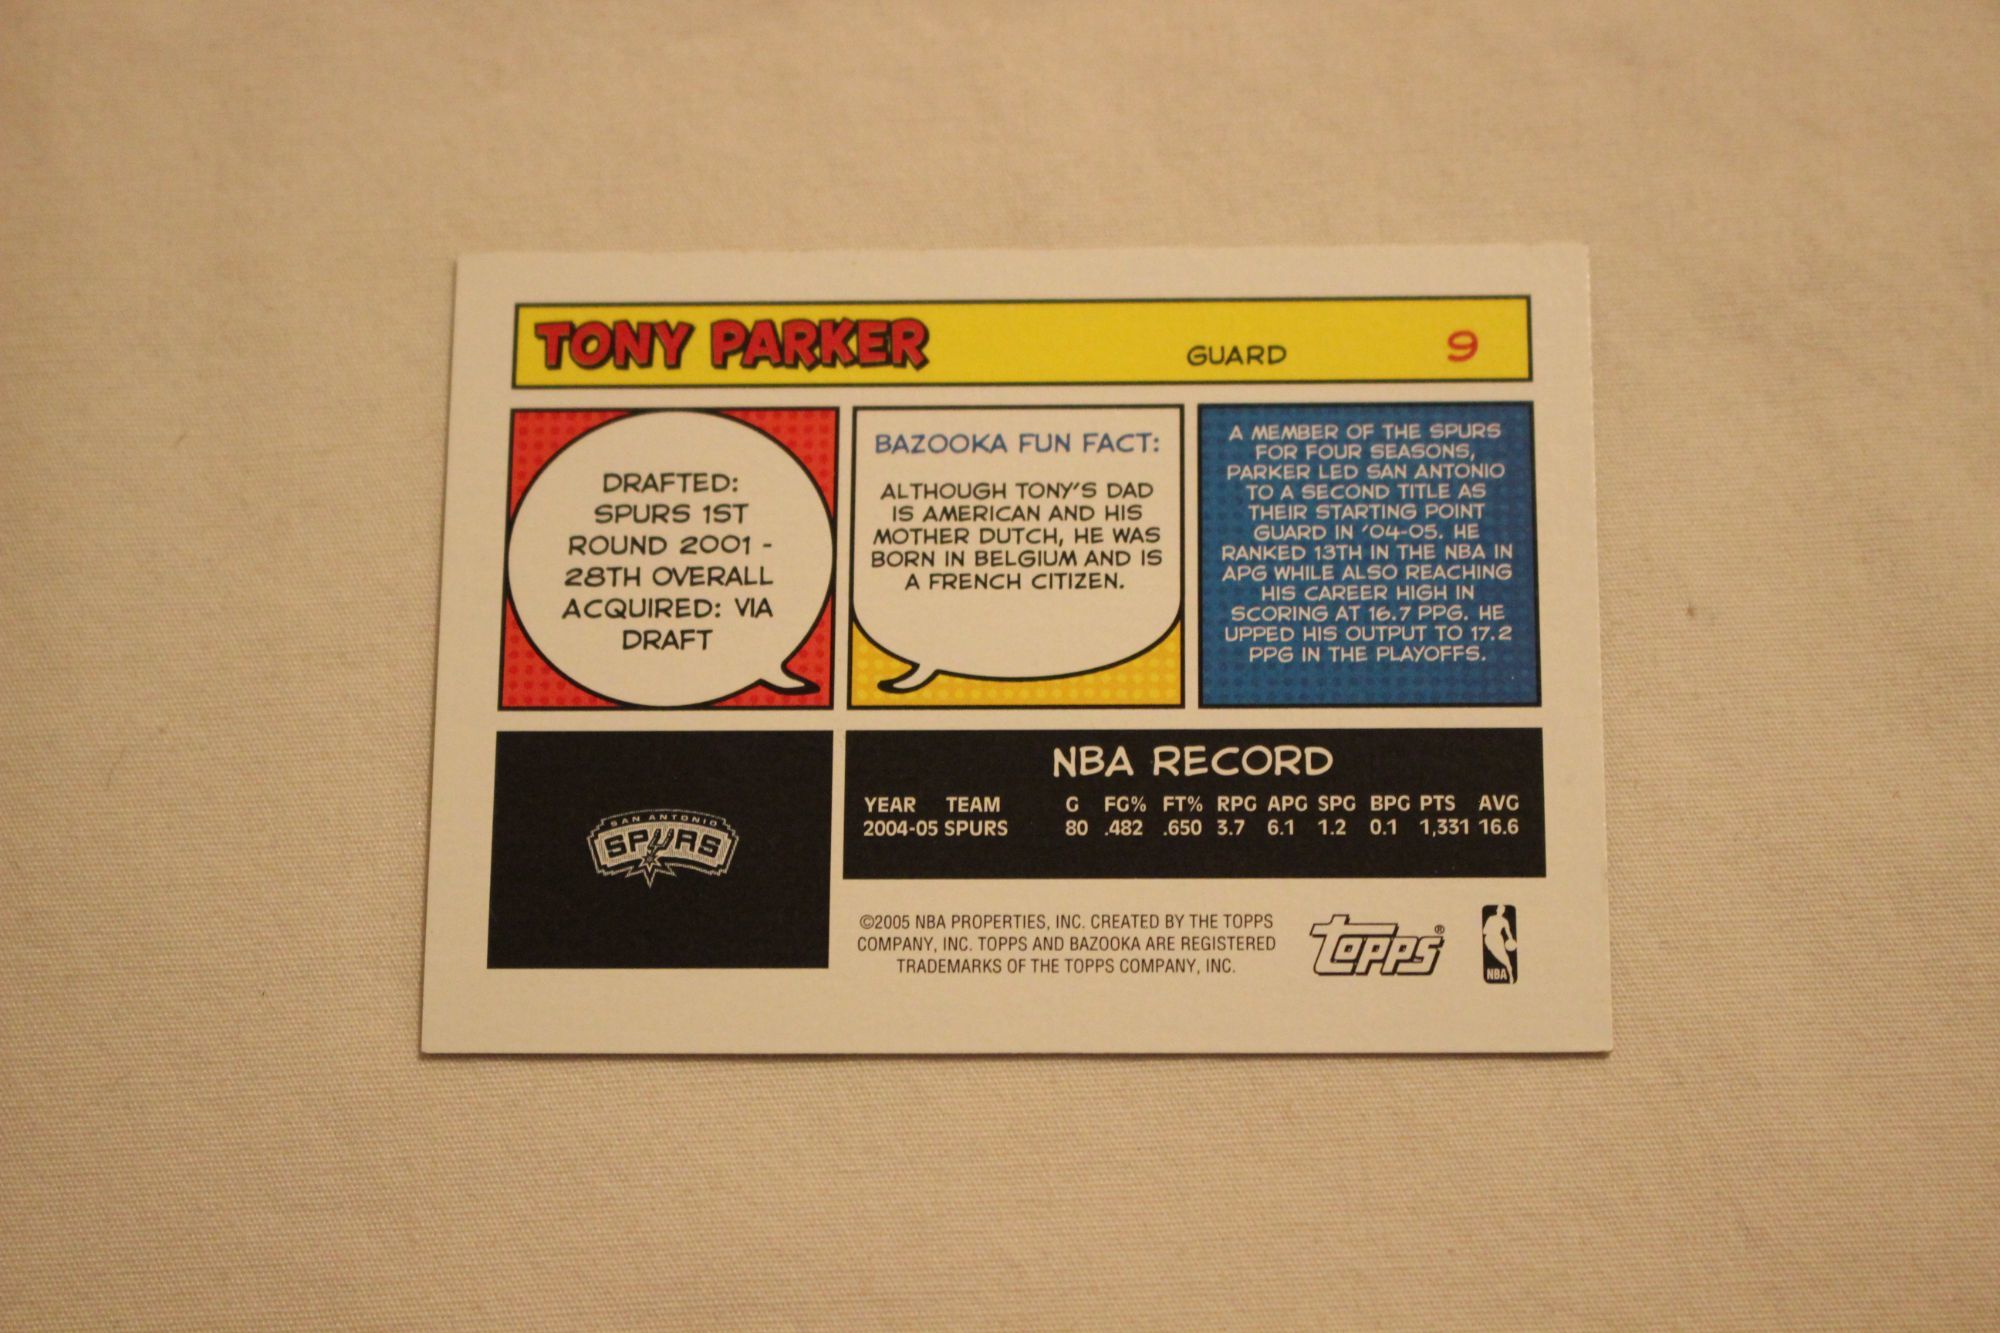 TONY PARKER
GUARD
9
DRAFTED:
SPURS 1ST
ROUND 2001 -
28TH OVERALL
ACQUIRED: VIA
DRAFT
BAZOOKA FUN FACT:
ALTHOUGH TONY'S DAD
IS AMERICAN AND HIS
MOTHER DUTCH, HE WAS
BORN IN BELGIUM AND IS
A FRENCH CITIZEN.
A MEMBER OF THE SPURS
FOR FOUR SEASONS,
PARKER LED SAN ANTONIO
TO A SECOND TITLE AS
THEIR STARTING POINT
GUARD IN '04-05. HE
RANKED 13TH IN THE NBA IN
APG WHILE ALSO REACHING
HIS CAREER HIGH IN
SCORING AT 16.7 PPG. HE
UPPED HIS OUTPUT TO 17.2
PPG IN THE PLAYOFFS.
SAN ANTONIO
SPURS
NBA RECORD
YEAR TEAM G FG% FT% RPG APG SPG BPG PTS AVG
2004-05 SPURS 80 .482 .650 3.7 6.1 1.2 0.1 1,331 16.6
©2005 NBA PROPERTIES, INC. CREATED BY THE TOPPS
COMPANY, INC. TOPPS AND BAZOOKA ARE REGISTERED
TRADEMARKS OF THE TOPPS COMPANY, INC.
Topps®
NBA